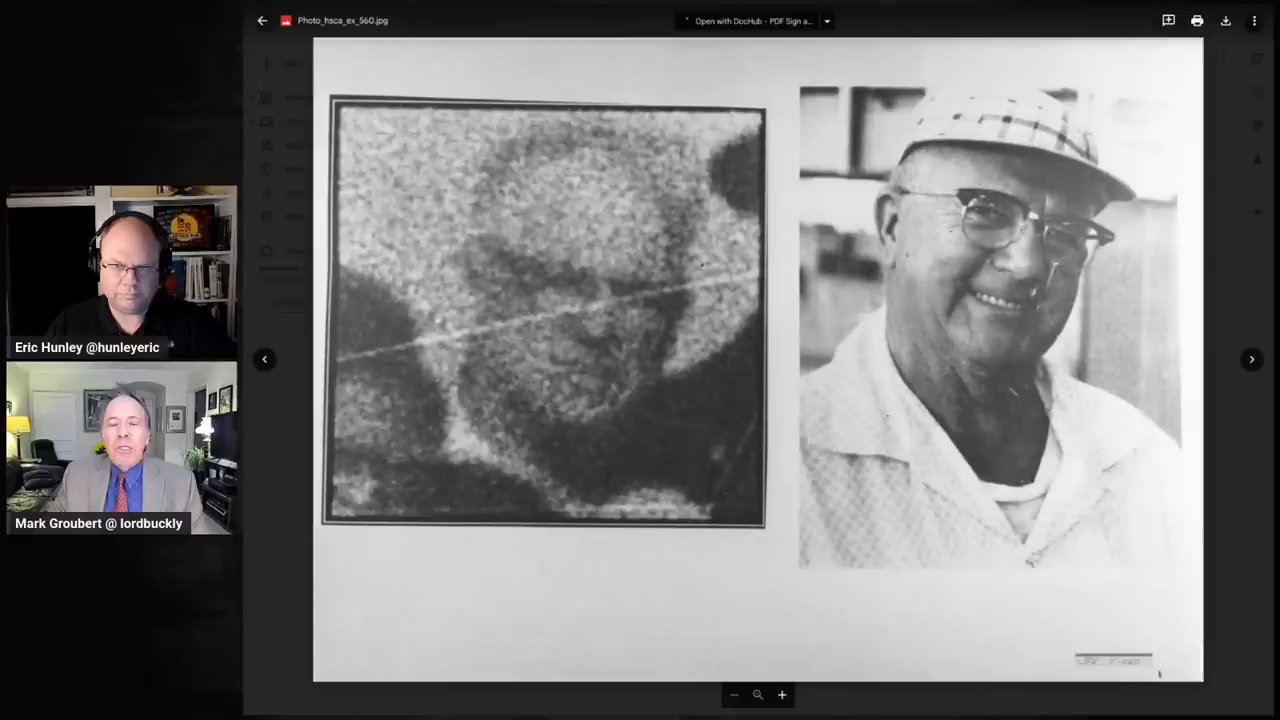 Photo_hsca_ex_560.jpg
Open with DocHub - PDF Sign a...
Eric Hunley @hunleyeric
Mark Groubert @ lordbuckly